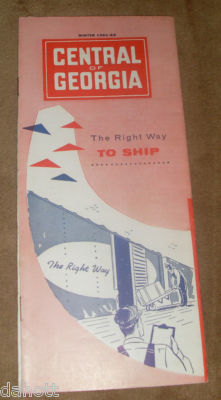 CENTRAL
OF
GEORGIA
The Right Way
TO SHIP
The Right Way
danott